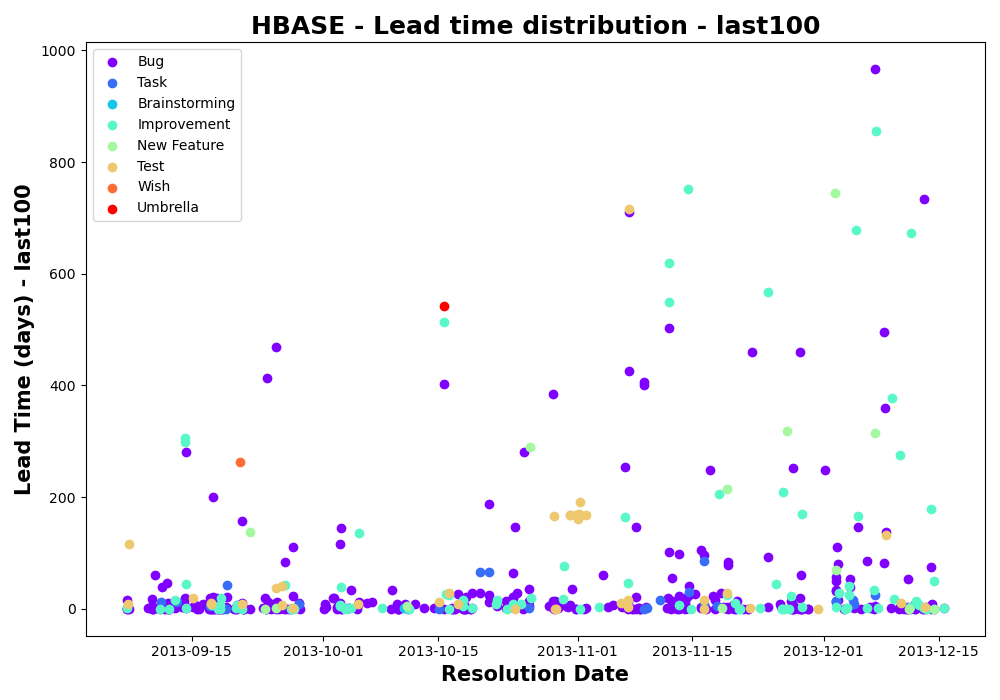 HBASE - Lead time distribution - last100
Lead Time (days) - last100
1000
800
600
400
200
0
Bug
Task
Brainstorming
Improvement
New Feature
Test
Wish
Umbrella
2013-09-15
2013-10-01
2013-10-15
2013-11-01
2013-11-15
2013-12-01
2013-12-15
Resolution Date